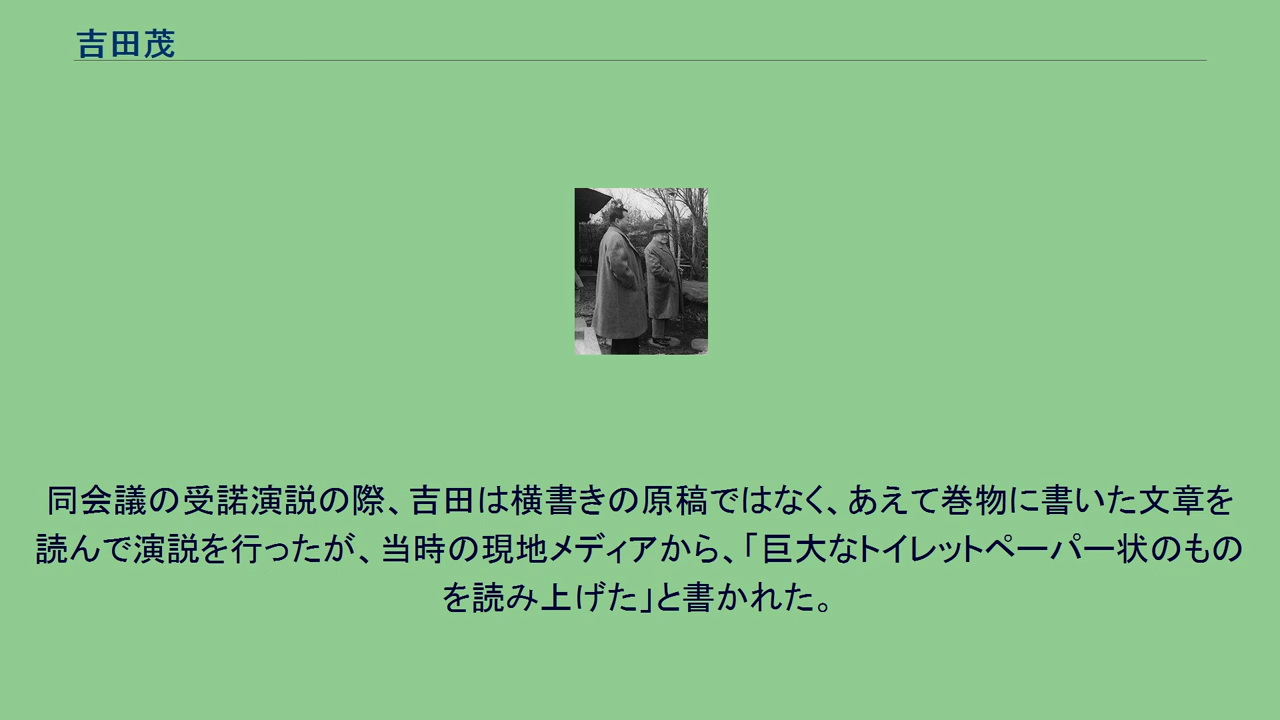 吉田茂
同会議の受諾演説の際、吉田は横書きの原稿ではなく、あえて巻物に書いた文章を
読んで演説を行ったが、当時の現地メディアから、「巨大なトイレットペーパー状のもの
を読み上げた」と書かれた。